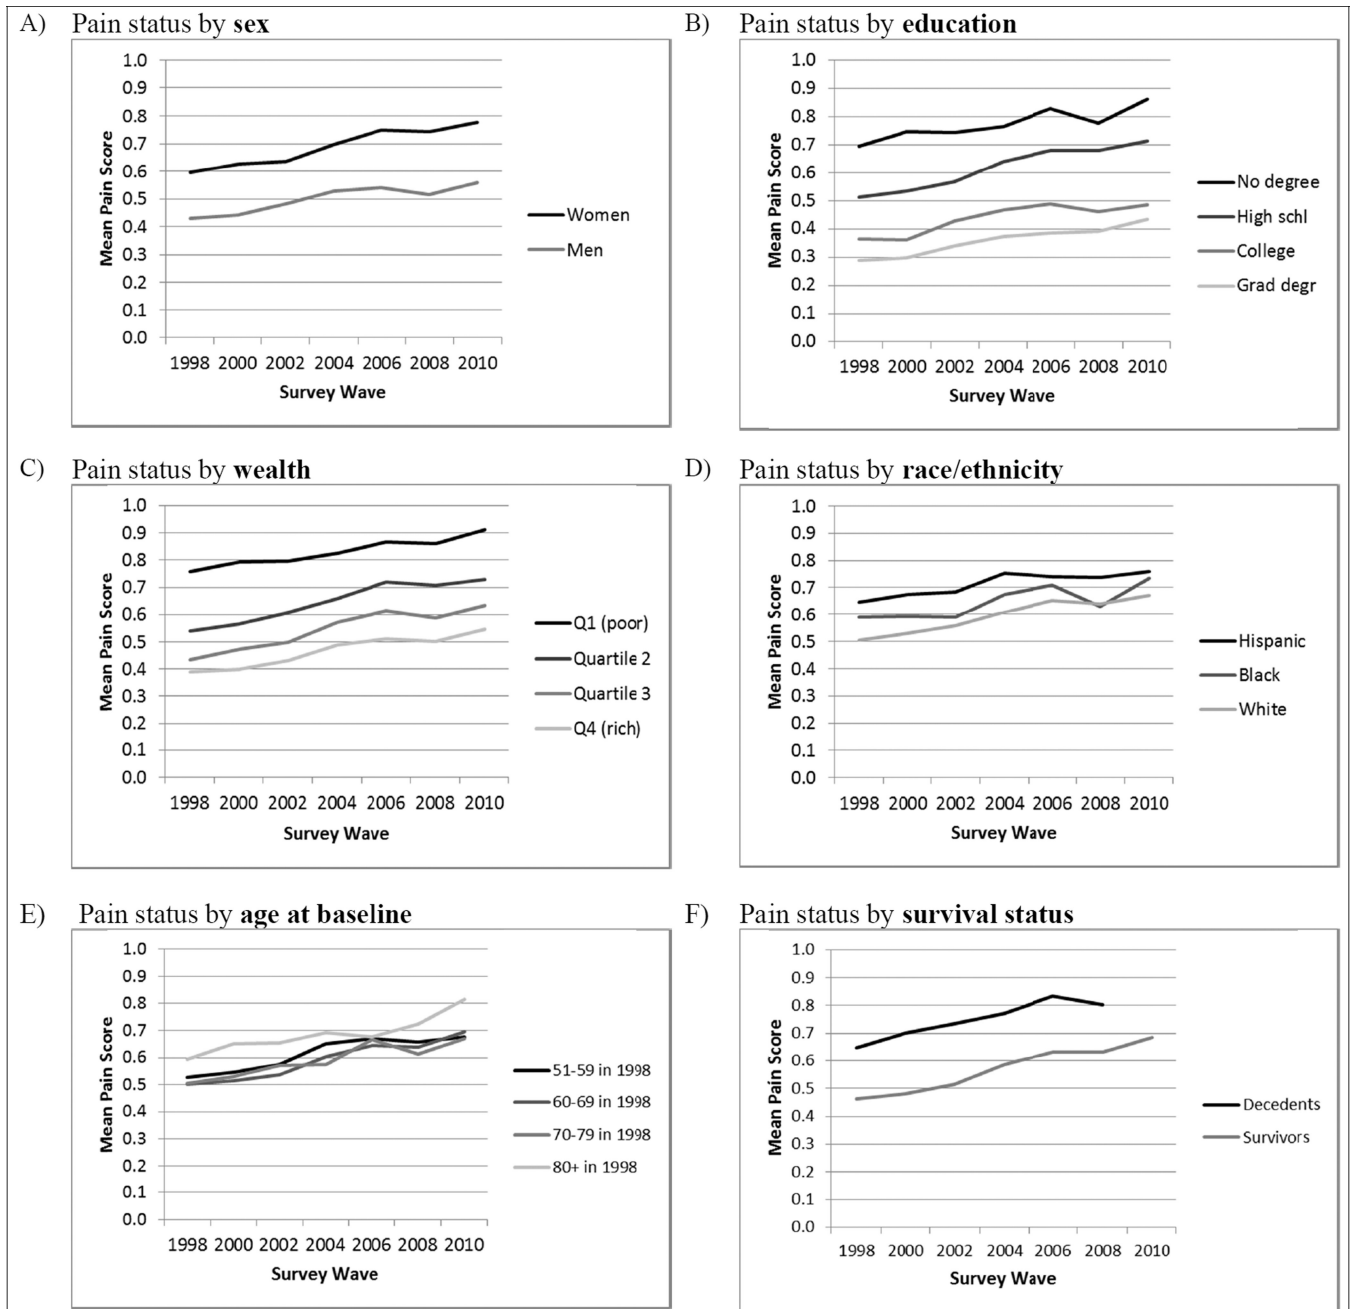 A) Pain status by sex
1.0
0.9
0.8
0.7
0.6
0.5
0.4
0.3
0.2
0.1
0.0
Mean Pain Score
1998 2000 2002 2004 2006 2008 2010
Survey Wave
Women
Men
B) Pain status by education
1.0
0.9
0.8
0.7
0.6
0.5
0.4
0.3
0.2
0.1
0.0
Mean Pain Score
1998 2000 2002 2004 2006 2008 2010
Survey Wave
No degree
High schl
College
Grad degr
C) Pain status by wealth
1.0
0.9
0.8
0.7
0.6
0.5
0.4
0.3
0.2
0.1
0.0
Mean Pain Score
1998 2000 2002 2004 2006 2008 2010
Survey Wave
Q1 (poor)
Quartile 2
Quartile 3
Q4 (rich)
D) Pain status by race/ethnicity
1.0
0.9
0.8
0.7
0.6
0.5
0.4
0.3
0.2
0.1
0.0
Mean Pain Score
1998 2000 2002 2004 2006 2008 2010
Survey Wave
Hispanic
Black
White
E) Pain status by age at baseline
1.0
0.9
0.8
0.7
0.6
0.5
0.4
0.3
0.2
0.1
0.0
Mean Pain Score
1998 2000 2002 2004 2006 2008 2010
Survey Wave
51-59 in 1998
60-69 in 1998
70-79 in 1998
80+ in 1998
F) Pain status by survival status
1.0
0.9
0.8
0.7
0.6
0.5
0.4
0.3
0.2
0.1
0.0
Mean Pain Score
1998 2000 2002 2004 2006 2008 2010
Survey Wave
Decedents
Survivors